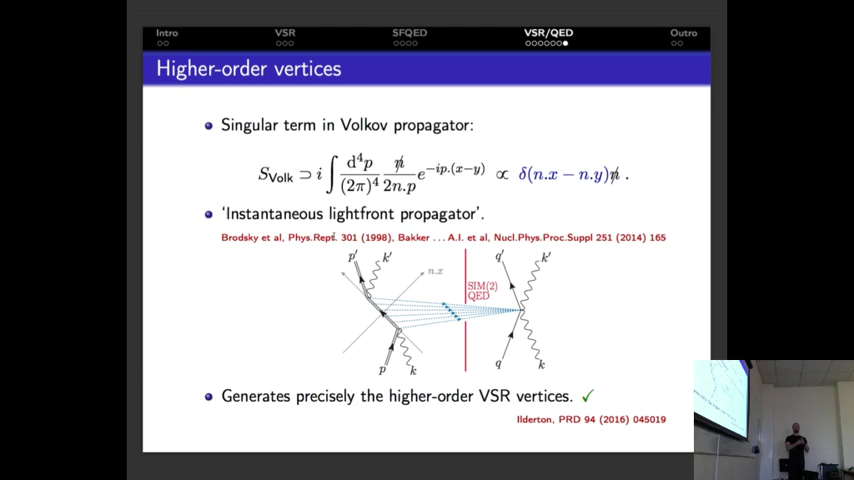 Intro VSR SFQED VSR/QED Outro
Higher-order vertices
Singular term in Volkov propagator:
S_Volk ⊃ i ∫ d⁴p/(2π)⁴ n̸/2n.p e^{-ip.(x−y)} ∝ δ(n.x − n.y)n̸ .
'Instantaneous lightfront propagator'.
Brodsky et al, Phys.Rept. 301 (1998), Bakker ... A.I. et al, Nucl.Phys.Proc.Suppl 251 (2014) 165
p′ k′ n.x q′ k′
SIM(2)
QED
p k q k
Generates precisely the higher-order VSR vertices. ✓
Ilderton, PRD 94 (2016) 045019